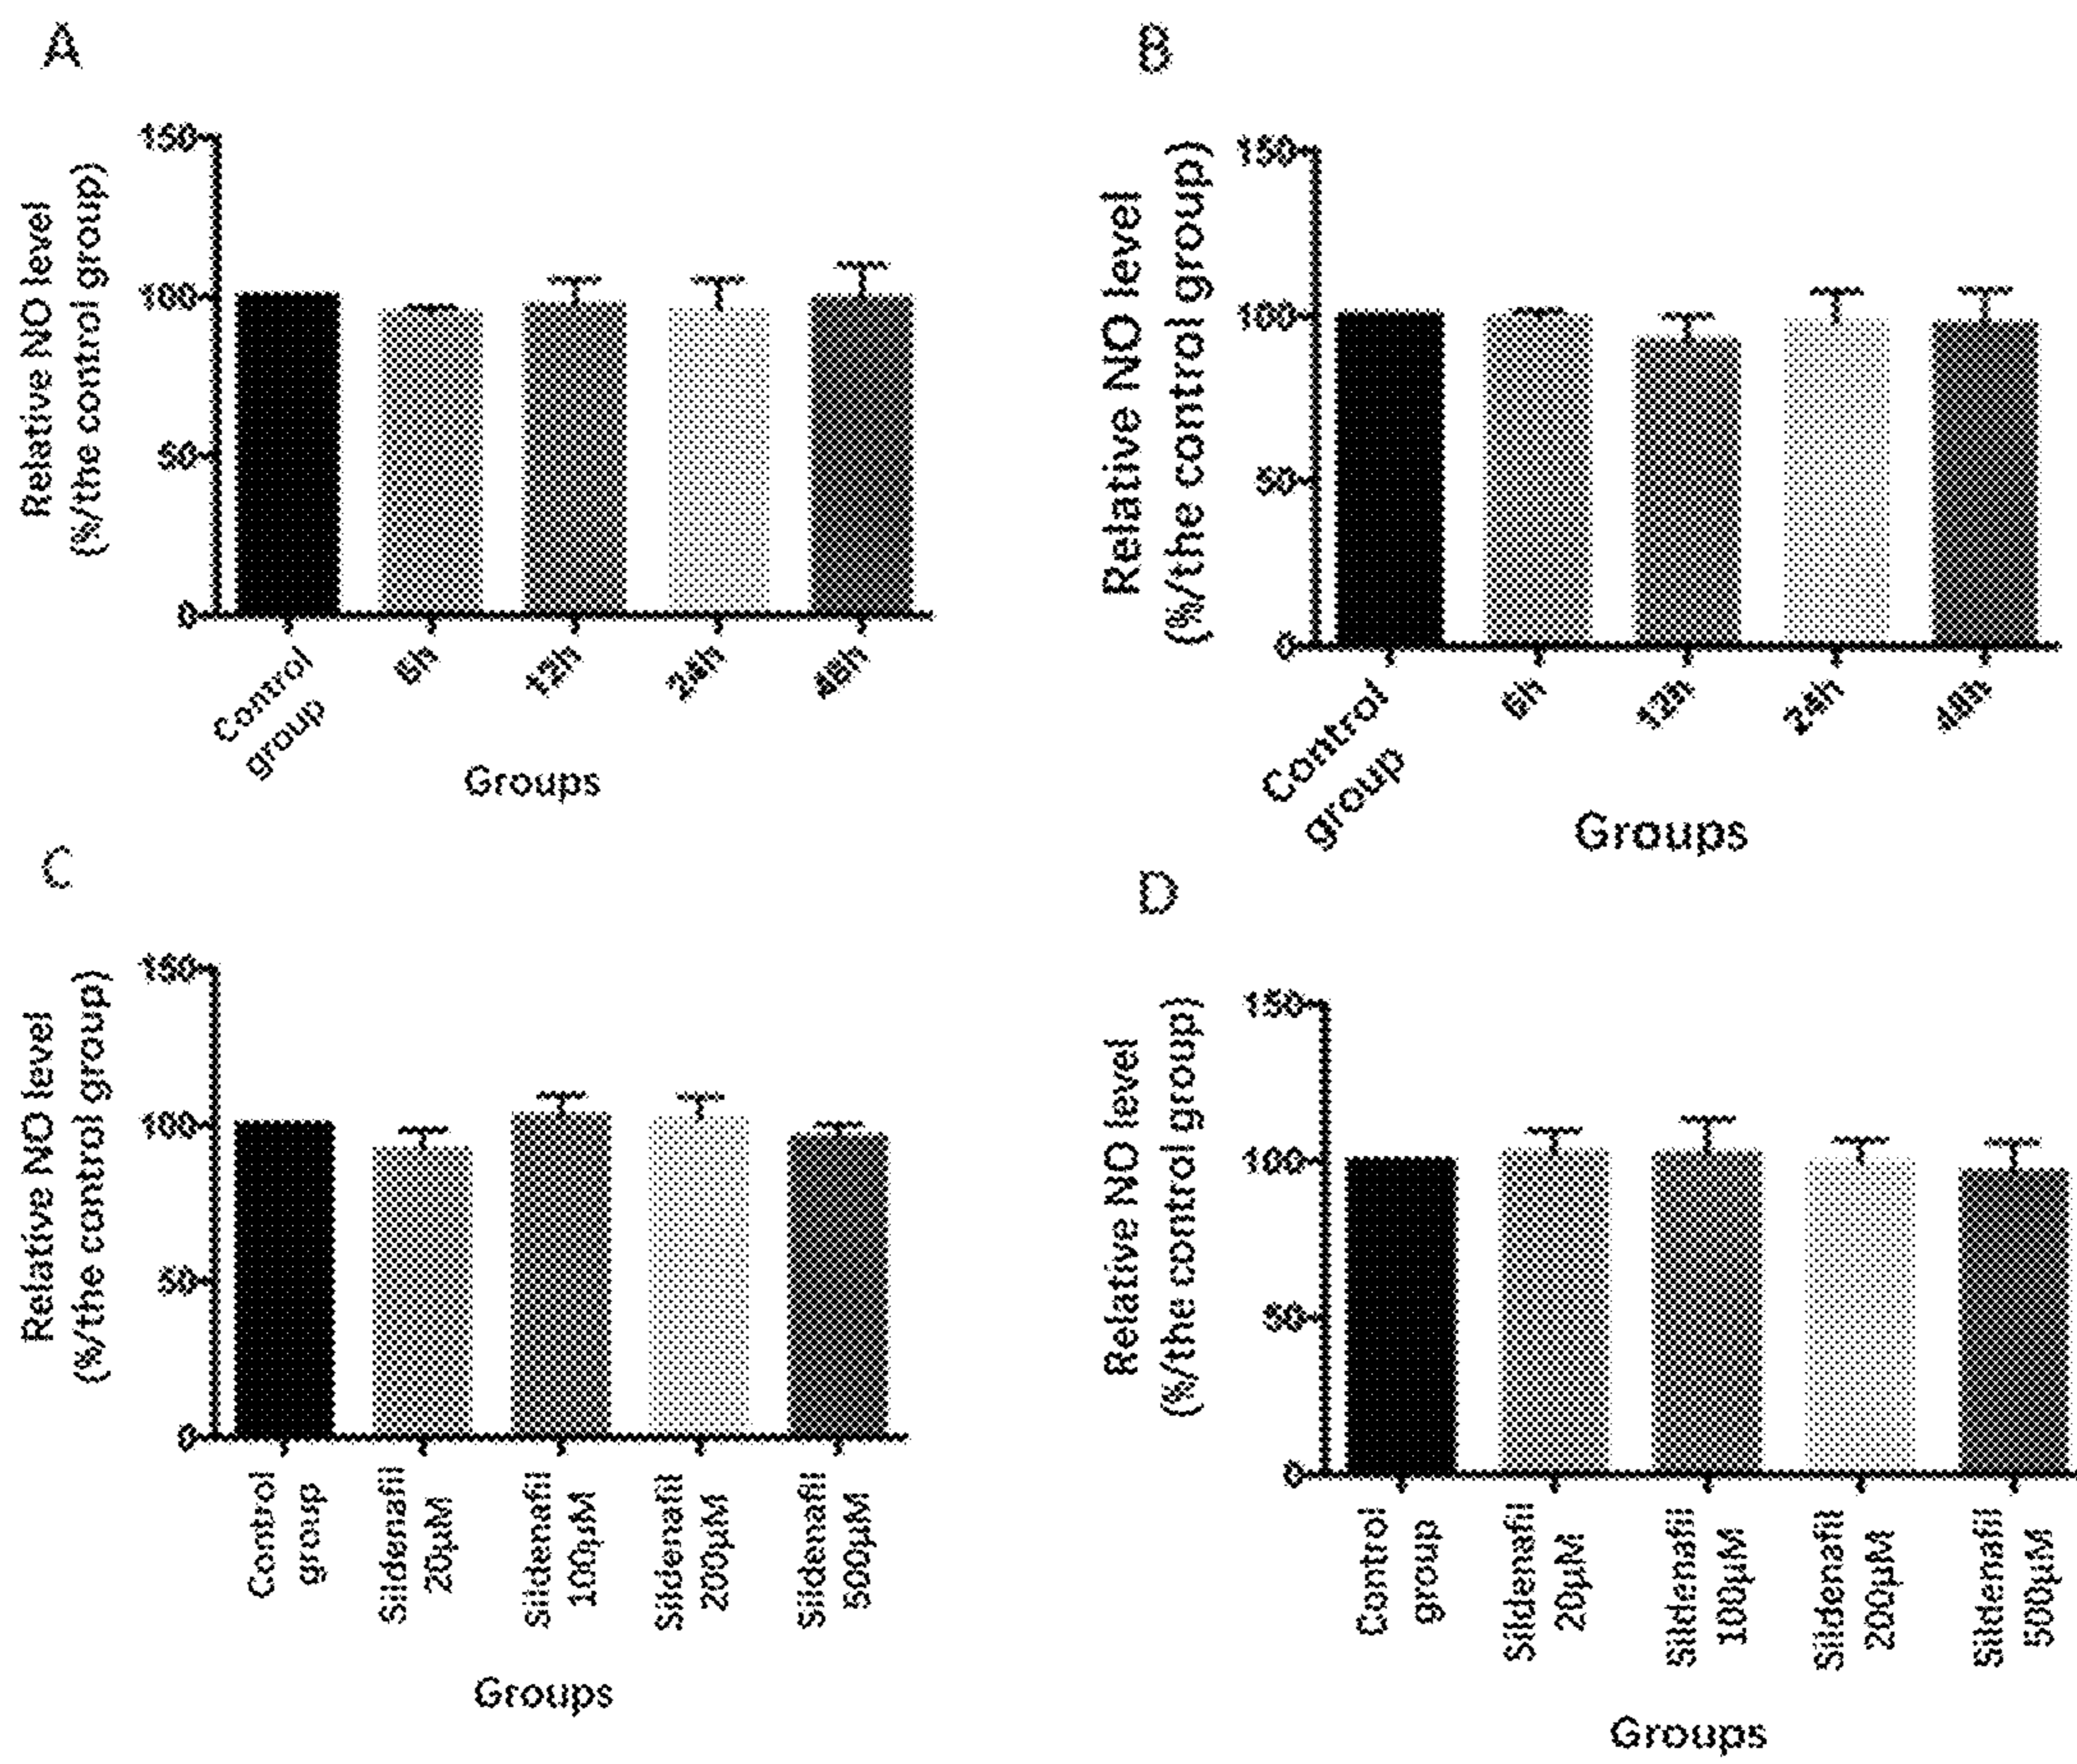 A
150
100
50
0
Relative NO level
(%/the control group)
Control
group
6h
12h
24h
48h
Groups
B
150
100
50
0
Relative NO level
(%/the control group)
Control
group
6h
12h
24h
48h
Groups
C
150
100
50
0
Relative NO level
(%/the control group)
Control
group
Sildenafil
20μM
Sildenafil
100μM
Sildenafil
200μM
Sildenafil
500μM
Groups
D
150
100
50
0
Relative NO level
(%/the control group)
Control
group
Sildenafil
20μM
Sildenafil
100μM
Sildenafil
200μM
Sildenafil
500μM
Groups